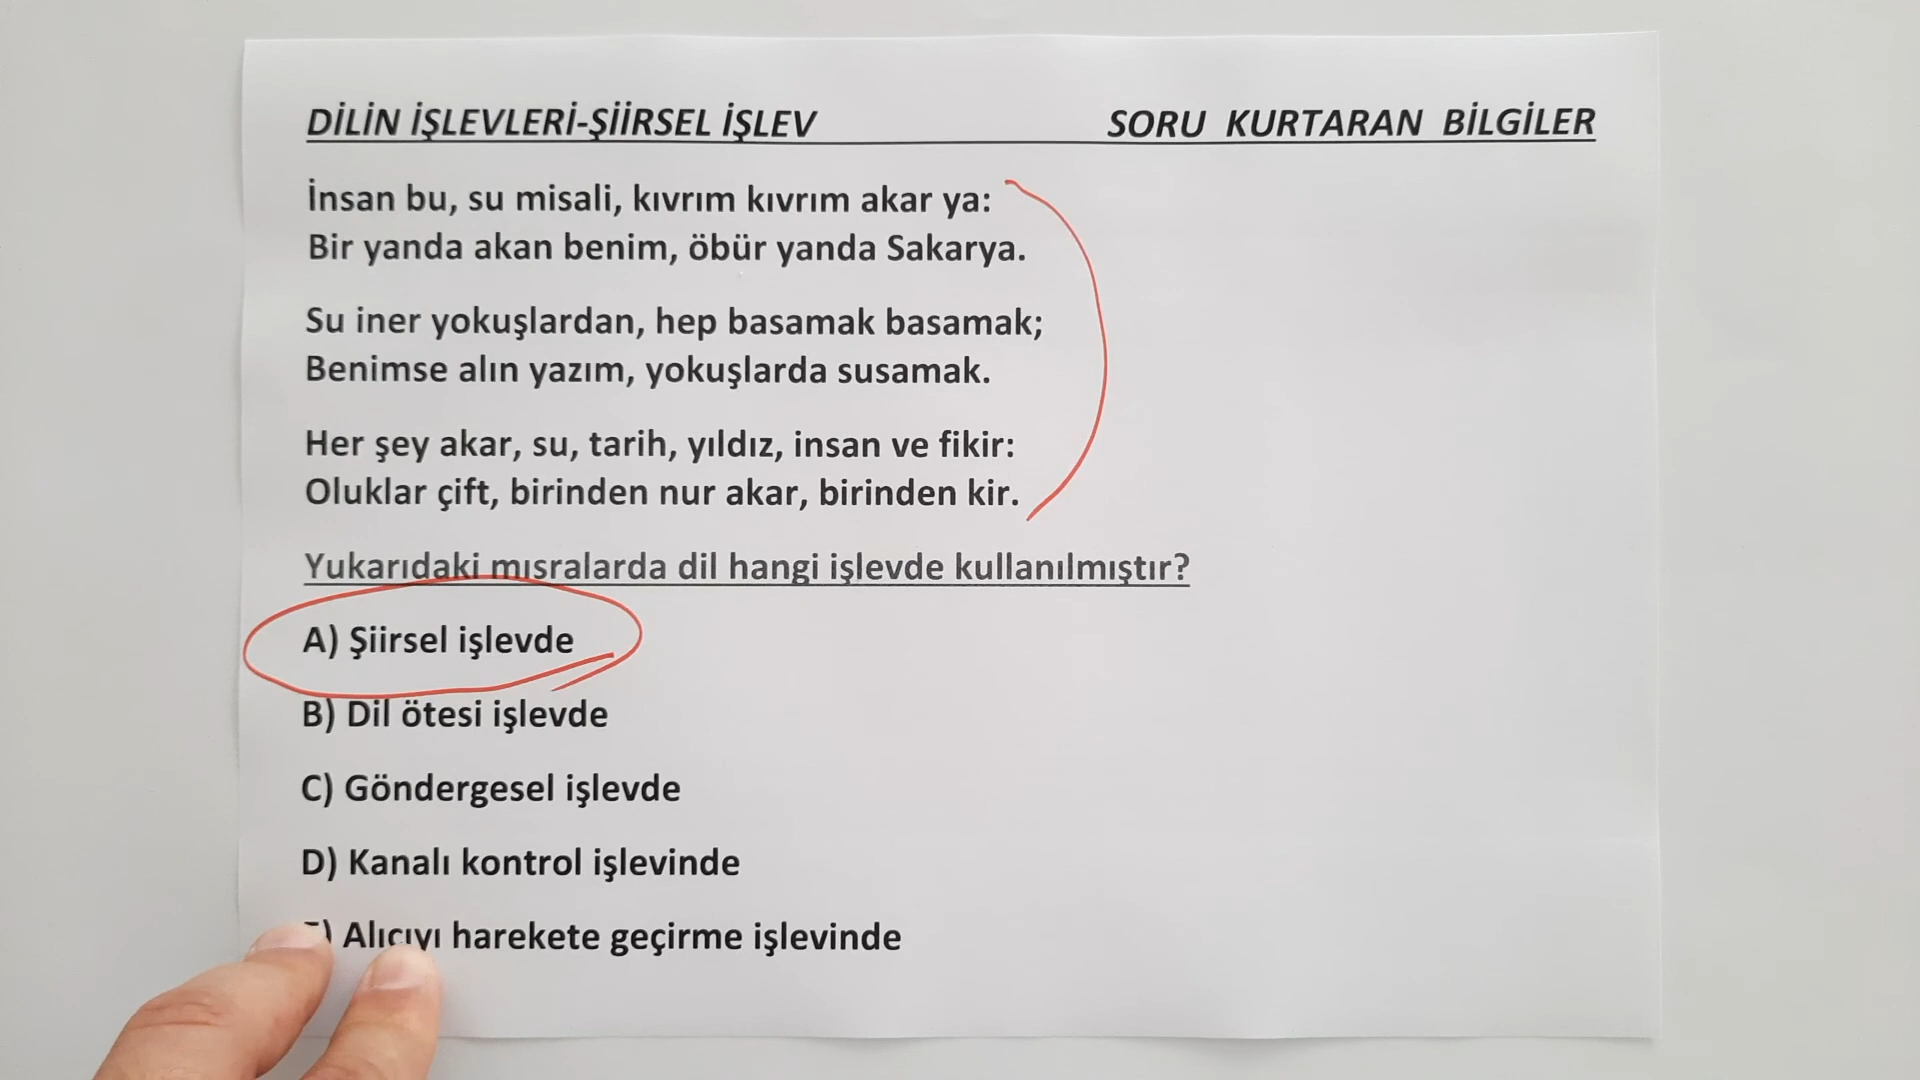 DİLİN İŞLEVLERİ-ŞİİRSEL İŞLEV SORU KURTARAN BİLGİLER
İnsan bu, su misali, kıvrım kıvrım akar ya:
Bir yanda akan benim, öbür yanda Sakarya.
Su iner yokuşlardan, hep basamak basamak;
Benimse alın yazım, yokuşlarda susamak.
Her şey akar, su, tarih, yıldız, insan ve fikir:
Oluklar çift, birinden nur akar, birinden kir.
Yukarıdaki mısralarda dil hangi işlevde kullanılmıştır?
A) Şiirsel işlevde
B) Dil ötesi işlevde
C) Göndergesel işlevde
D) Kanalı kontrol işlevinde
E) Alıcıyı harekete geçirme işlevinde